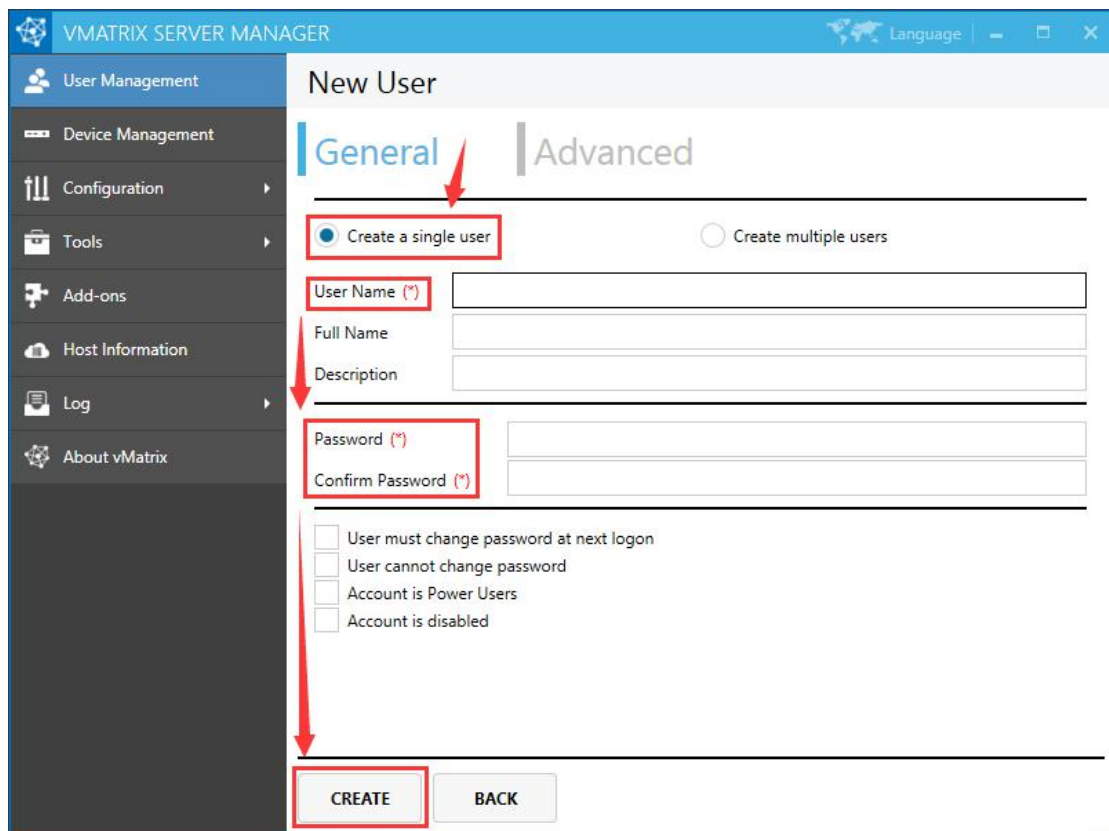 VMATRIX SERVER MANAGER Language
User Management
Device Management
Configuration
Tools
Add-ons
Host Information
Log
About vMatrix
New User
General Advanced
Create a single user Create multiple users
User Name (*)
Full Name
Description
Password (*)
Confirm Password (*)
User must change password at next logon
User cannot change password
Account is Power Users
Account is disabled
CREATE BACK